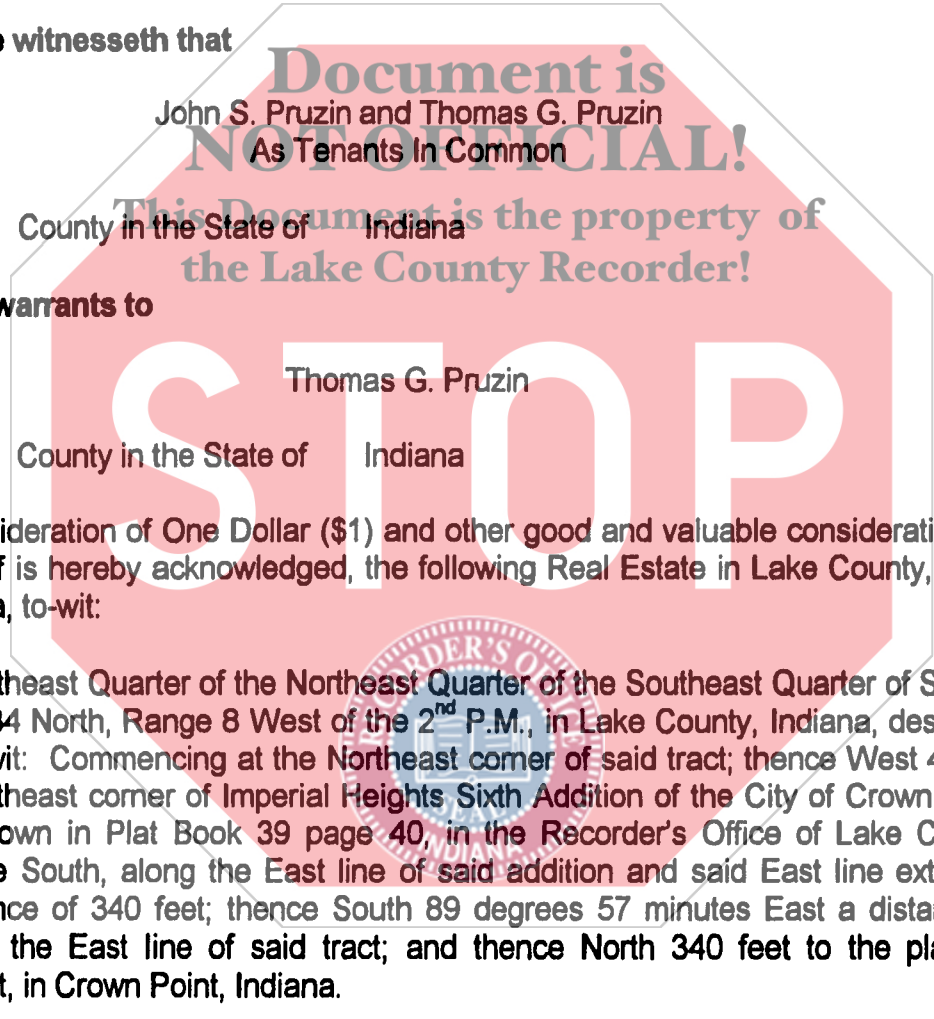 witnesseth that
Document is
John S. Pruzin and Thomas G. Pruzin
NOT OFFICIAL!
As Tenants In Common
This Document is the property of
County in the State of Indiana
the Lake County Recorder!
warrants to
STOP
Thomas G. Pruzin
County in the State of Indiana
ideration of One Dollar ($1) and other good and valuable considerati
is hereby acknowledged, the following Real Estate in Lake County,
to-wit:
RECORDER'S OFFICE
theast Quarter of the Northeast Quarter of the Southeast Quarter of S
34 North, Range 8 West of the 2nd P.M., in Lake County, Indiana, des
vit: Commencing at the Northeast corner of said tract; thence West 4
theast corner of Imperial Heights Sixth Addition of the City of Crown
own in Plat Book 39 page 40, in the Recorder's Office of Lake C
SEAL
INDIANA
e South, along the East line of said addition and said East line ext
nce of 340 feet; thence South 89 degrees 57 minutes East a dista
the East line of said tract; and thence North 340 feet to the pla
t, in Crown Point, Indiana.